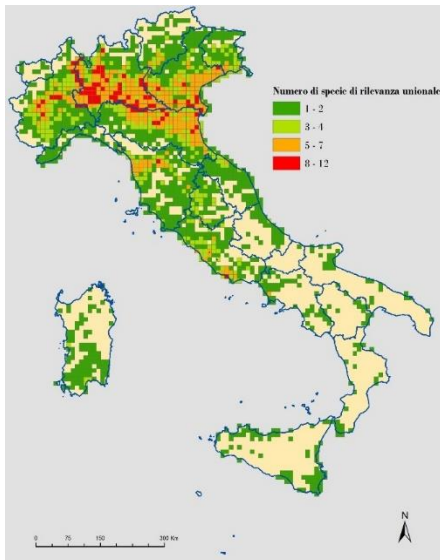 Numero di specie di rilevanza unionale
1 - 2
3 - 4
5 - 7
8 - 12
N
0 75 150 300 Km